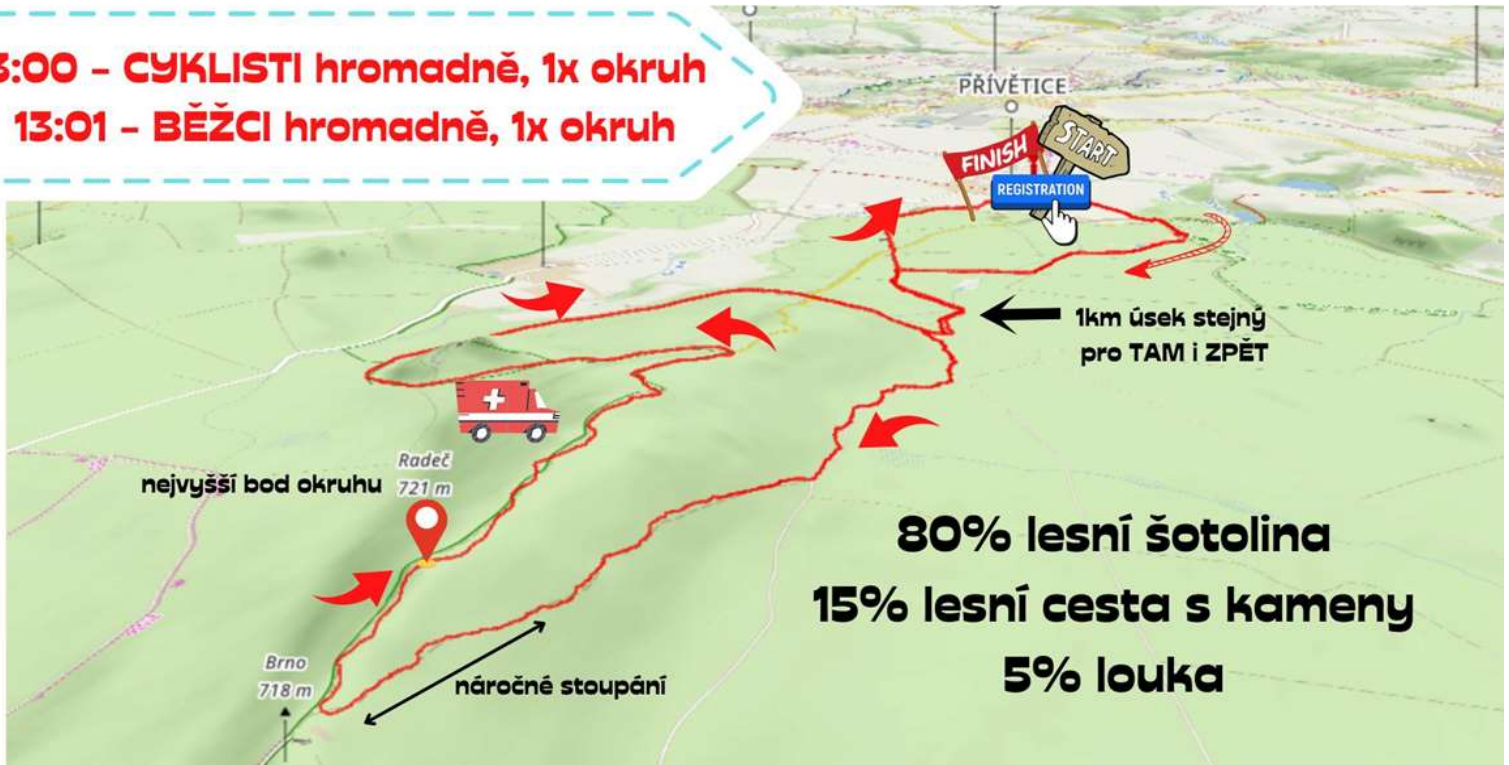 3:00 – CYKLISTI hromadně, 1x okruh
13:01 – BĚŽCI hromadně, 1x okruh
PŘÍVĚTICE
FINISH
START
REGISTRATION
1km úsek stejný
pro TAM i ZPĚT
Radeč
721 m
nejvyšší bod okruhu
80% lesní šotolina
15% lesní cesta s kameny
5% louka
Brno
718 m
náročné stoupání